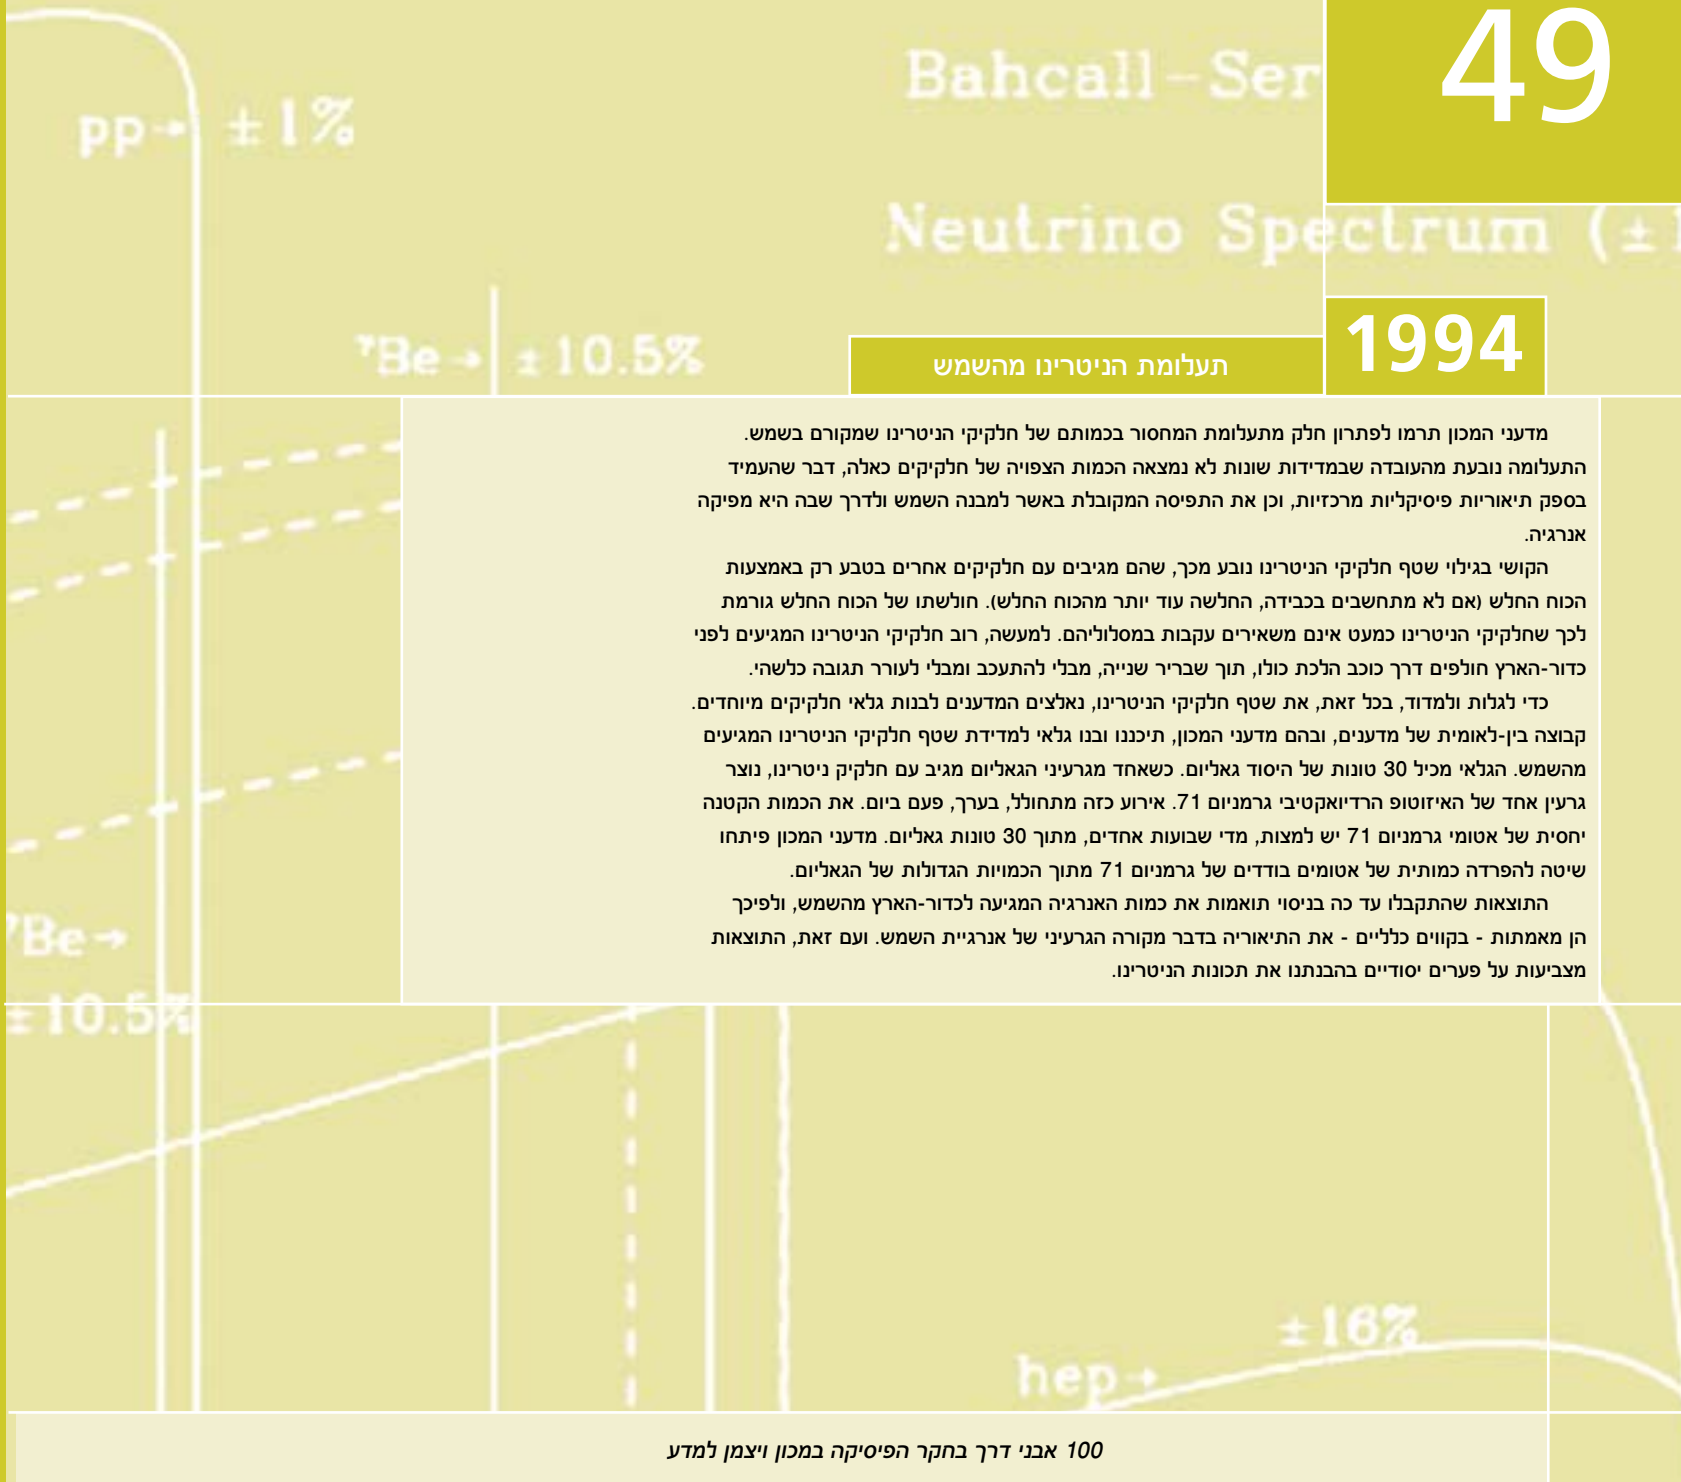 49
Bahcall-Ser
pp→ ±1%
Neutrino Spectrum (±1
1994
⁷Be→ ±10.5%
תעלומת הניטרינו מהשמש
מדעני המכון תרמו לפתרון חלק מתעלומת המחסור בכמותם של חלקיקי הניטרינו שמקורם בשמש.
התעלומה נובעת מהעובדה שבמדידות שונות לא נמצאה הכמות הצפויה של חלקיקים כאלה, דבר שהעמיד
בספק תיאוריות פיסיקליות מרכזיות, וכן את התפיסה המקובלת באשר למבנה השמש ולדרך שבה היא מפיקה
אנרגיה.
הקושי בגילוי שטף חלקיקי הניטרינו נובע מכך, שהם מגיבים עם חלקיקים אחרים בטבע רק באמצעות
הכוח החלש (אם לא מתחשבים בכבידה, החלשה עוד יותר מהכוח החלש). חולשתו של הכוח החלש גורמת
לכך שחלקיקי הניטרינו כמעט אינם משאירים עקבות במסלוליהם. למעשה, רוב חלקיקי הניטרינו המגיעים לפני
כדור-הארץ חולפים דרך כוכב הלכת כולו, תוך שבריר שנייה, מבלי להתעכב ומבלי לעורר תגובה כלשהי.
כדי לגלות ולמדוד, בכל זאת, את שטף חלקיקי הניטרינו, נאלצים המדענים לבנות גלאי חלקיקים מיוחדים.
קבוצה בין-לאומית של מדענים, ובהם מדעני המכון, תיכננו ובנו גלאי למדידת שטף חלקיקי הניטרינו המגיעים
מהשמש. הגלאי מכיל 30 טונות של היסוד גאליום. כשאחד מגרעיני הגאליום מגיב עם חלקיק ניטרינו, נוצר
גרעין אחד של האיזוטופ הרדיואקטיבי גרמניום 71. אירוע כזה מתחולל, בערך, פעם ביום. את הכמות הקטנה
יחסית של אטומי גרמניום 71 יש למצות, מדי שבועות אחדים, מתוך 30 טונות גאליום. מדעני המכון פיתחו
שיטה להפרדה כמותית של אטומים בודדים של גרמניום 71 מתוך הכמויות הגדולות של הגאליום.
התוצאות שהתקבלו עד כה בניסוי תואמות את כמות האנרגיה המגיעה לכדור-הארץ מהשמש, ולפיכך
הן מאמתות - בקווים כלליים - את התיאוריה בדבר מקורה הגרעיני של אנרגיית השמש. ועם זאת, התוצאות
מצביעות על פערים יסודיים בהבנתנו את תכונות הניטרינו.
⁷Be→
±10.5%
±16%
hep→
100 אבני דרך בחקר הפיסיקה במכון ויצמן למדע